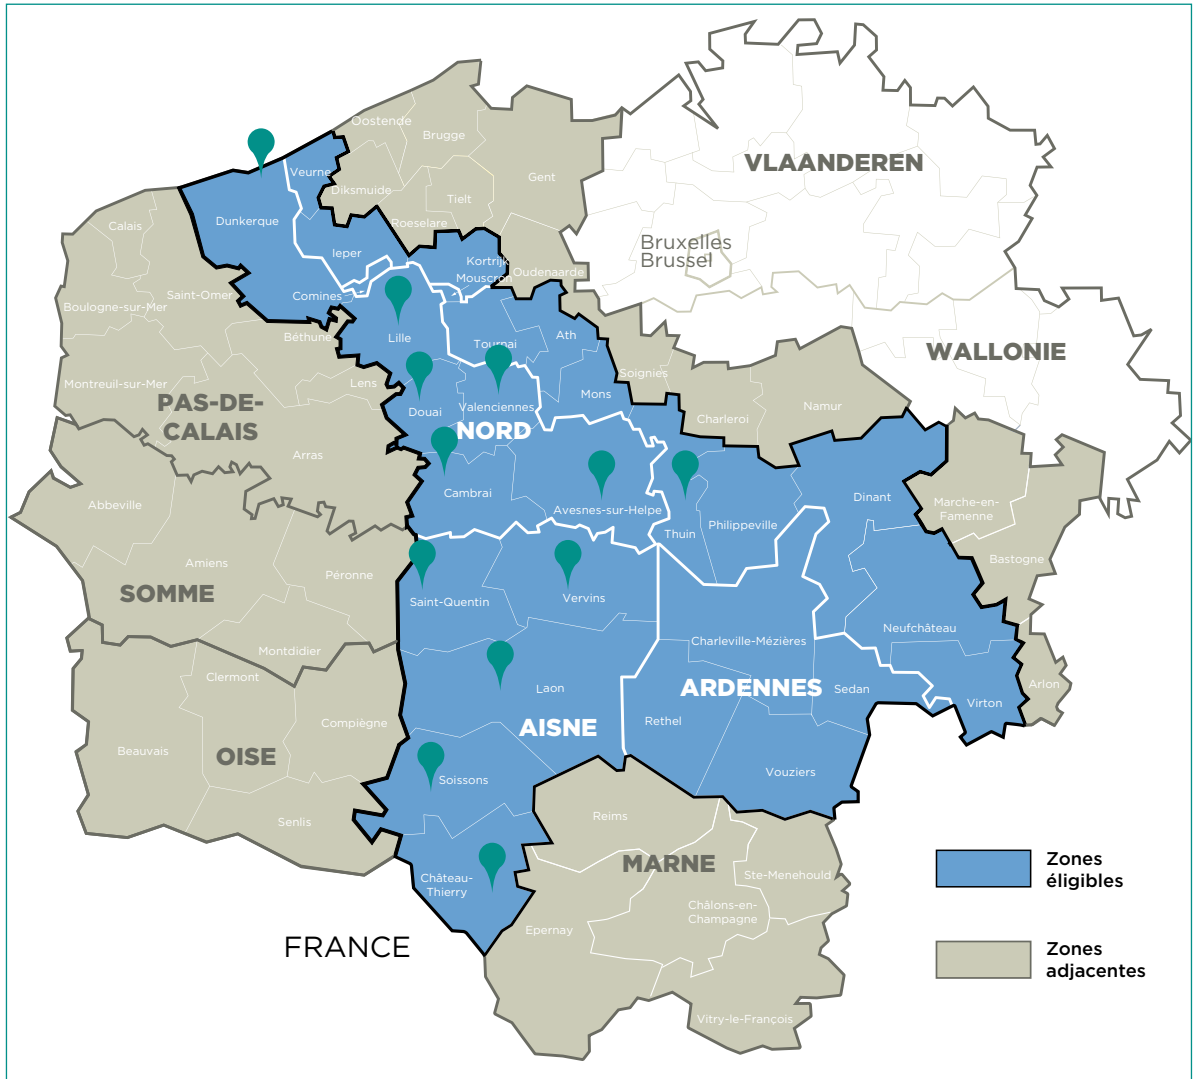 Oostende
Brugge
VLAANDEREN
Veurne
Gent
Diksmuide
Tielt
Dunkerque
Calais
Roeselare
Ieper
Bruxelles
Brussel
Kortrijk
Mouscron
Oudenaarde
Saint-Omer
Comines
Boulogne-sur-Mer
Béthune
Lille
Tournai
Ath
WALLONIE
Soignies
Montreuil-sur-Mer
Lens
Mons
PAS-DE-
CALAIS
Douai
Valenciennes
NORD
Charleroi
Namur
Arras
Cambrai
Avesnes-sur-Helpe
Thuin
Philippeville
Dinant
Marche-en-
Famenne
Abbeville
Amiens
Péronne
SOMME
Bastogne
Saint-Quentin
Vervins
Neufchâteau
Charleville-Mézières
Montdidier
Clermont
Laon
ARDENNES
Sedan
Arlon
Virton
Compiègne
AISNE
Rethel
Beauvais
OISE
Soissons
Vouziers
Senlis
Reims
MARNE
Château-
Thierry
Ste-Menehould
Châlons-en-
Champagne
Epernay
FRANCE
Vitry-le-François
Zones
éligibles
Zones
adjacentes